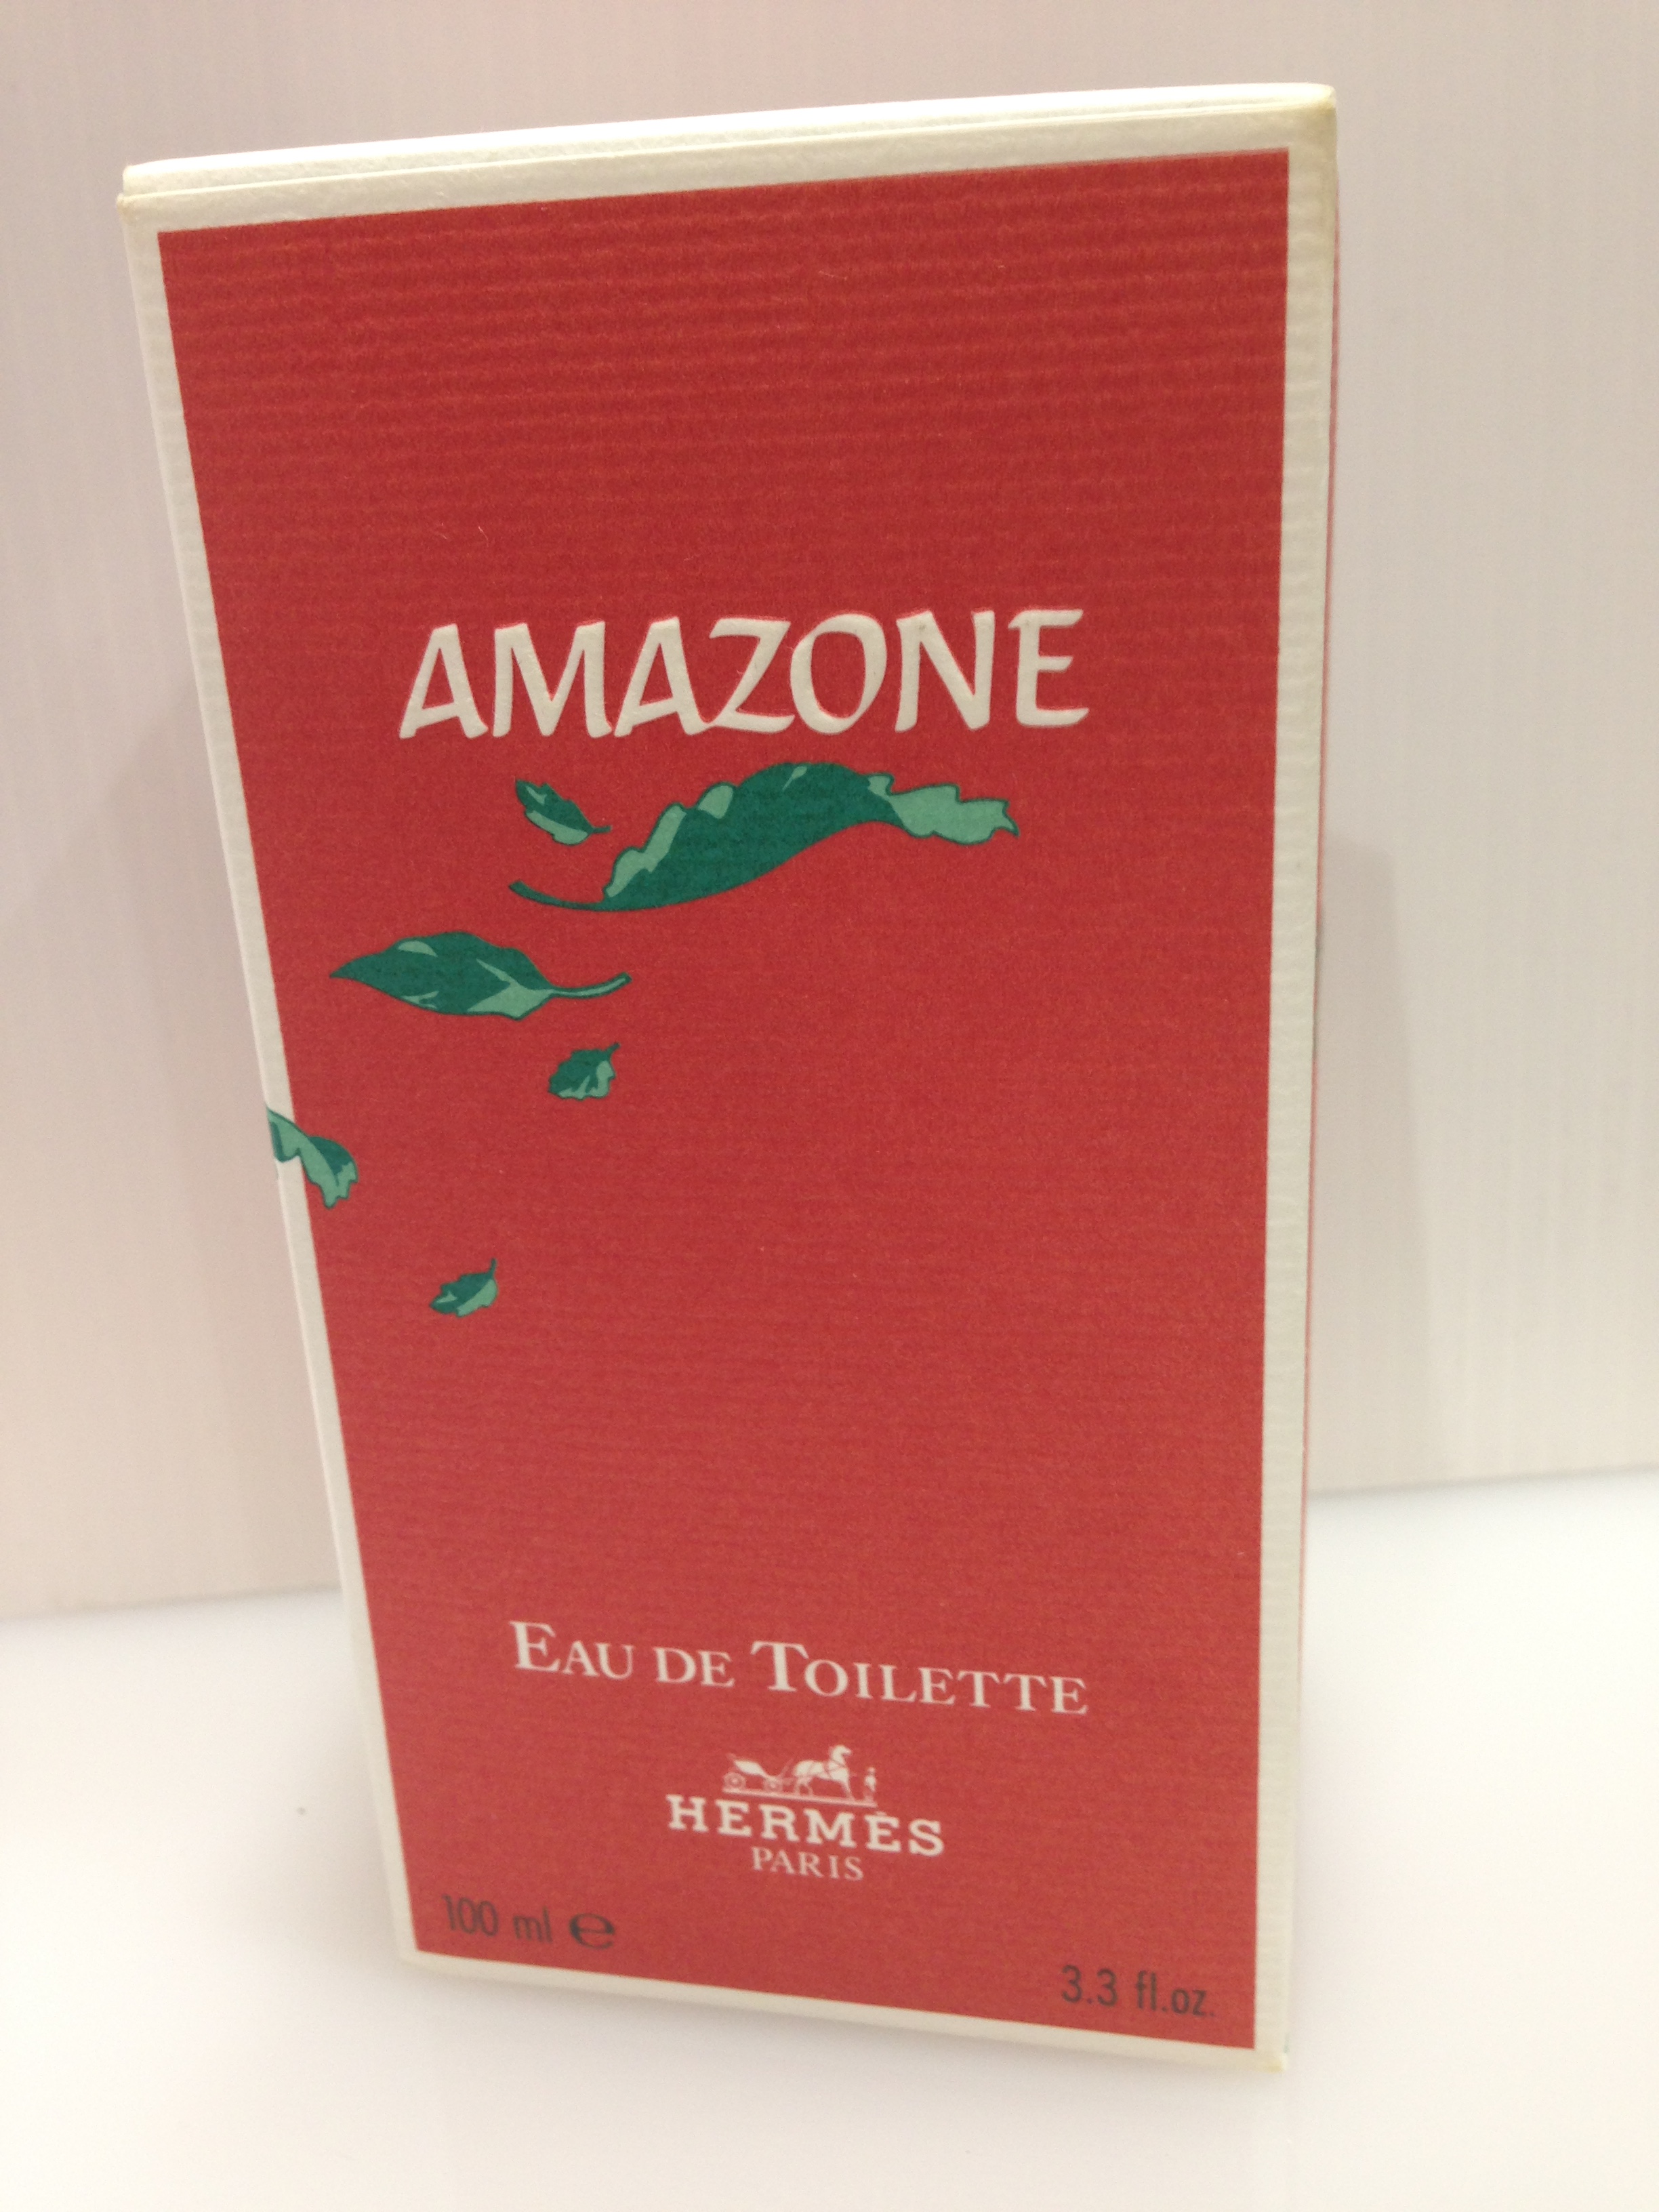 AMAZONE
EAU DE TOILETTE
HERMÈS
PARIS
100 ml ℮
3.3 fl.oz.